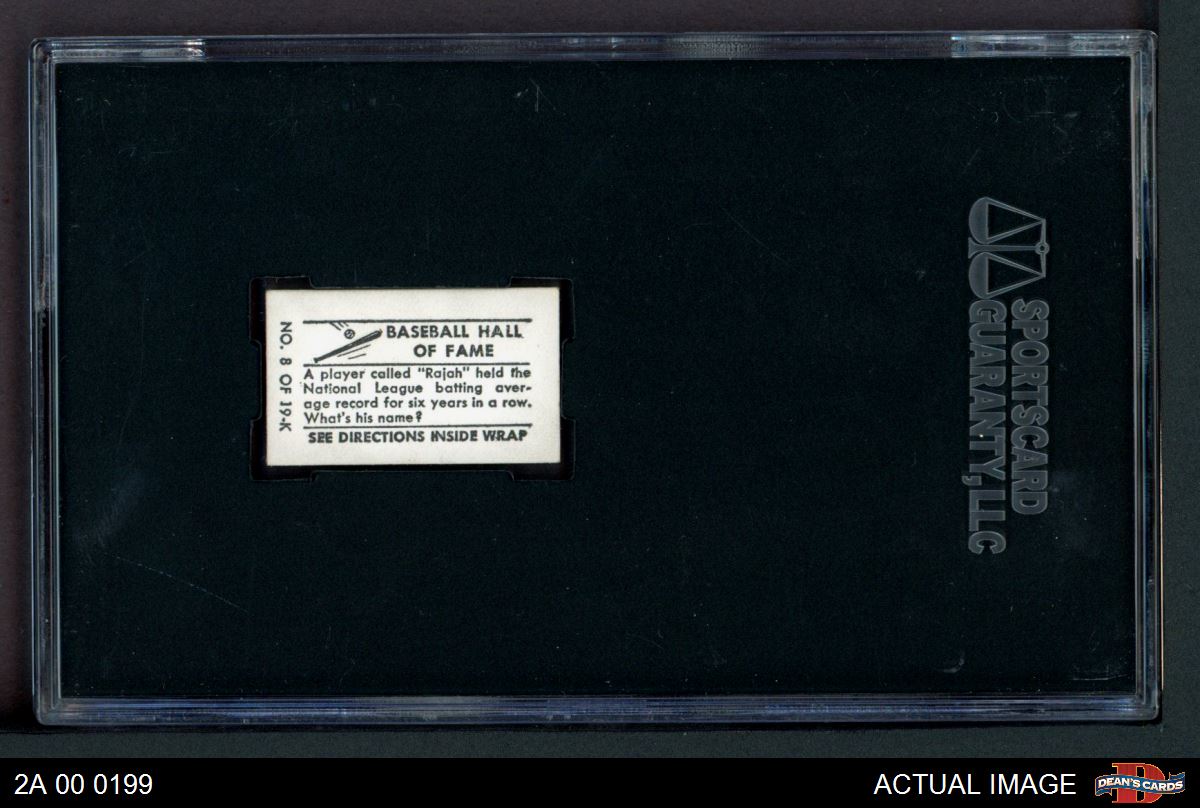 BASEBALL HALL
OF FAME
A player called "Rajah" held the
National League batting aver-
age record for six years in a row.
What's his name?
SEE DIRECTIONS INSIDE WRAP
NO. 8 OF 19-K
SPORTSCARD
GUARANTY, LLC
2A 00 0199
ACTUAL IMAGE
DEAN'S CARDS